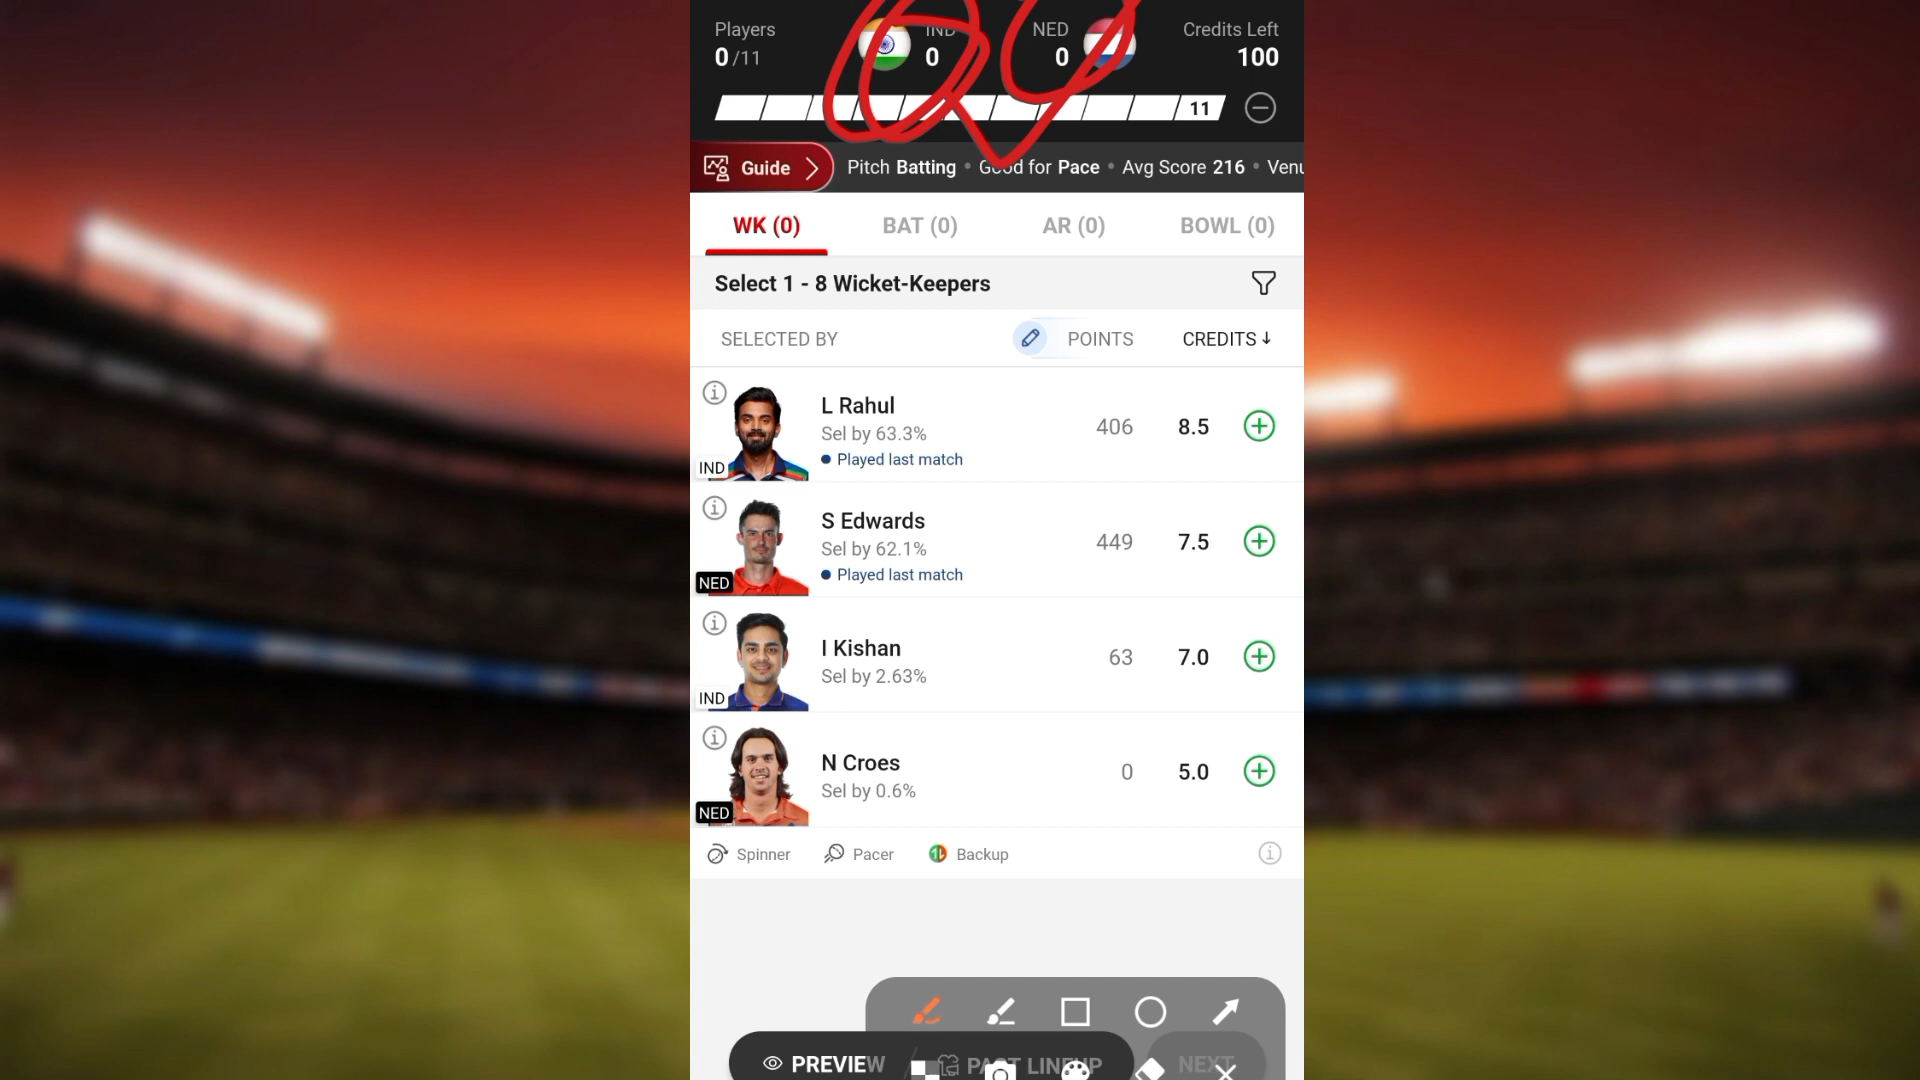 Players
0/11
IND
0
NED
0
Credits Left
100
11
Guide
Pitch Batting • Good for Pace • Avg Score 216 • Venu
WK (0)
BAT (0)
AR (0)
BOWL (0)
Select 1 - 8 Wicket-Keepers
SELECTED BY
POINTS
CREDITS
L Rahul
Sel by 63.3%
Played last match
IND
406
8.5
S Edwards
Sel by 62.1%
Played last match
NED
449
7.5
I Kishan
Sel by 2.63%
IND
63
7.0
N Croes
Sel by 0.6%
NED
0
5.0
Spinner
Pacer
Backup
PREVIEW
PAST LINEUP
NEXT